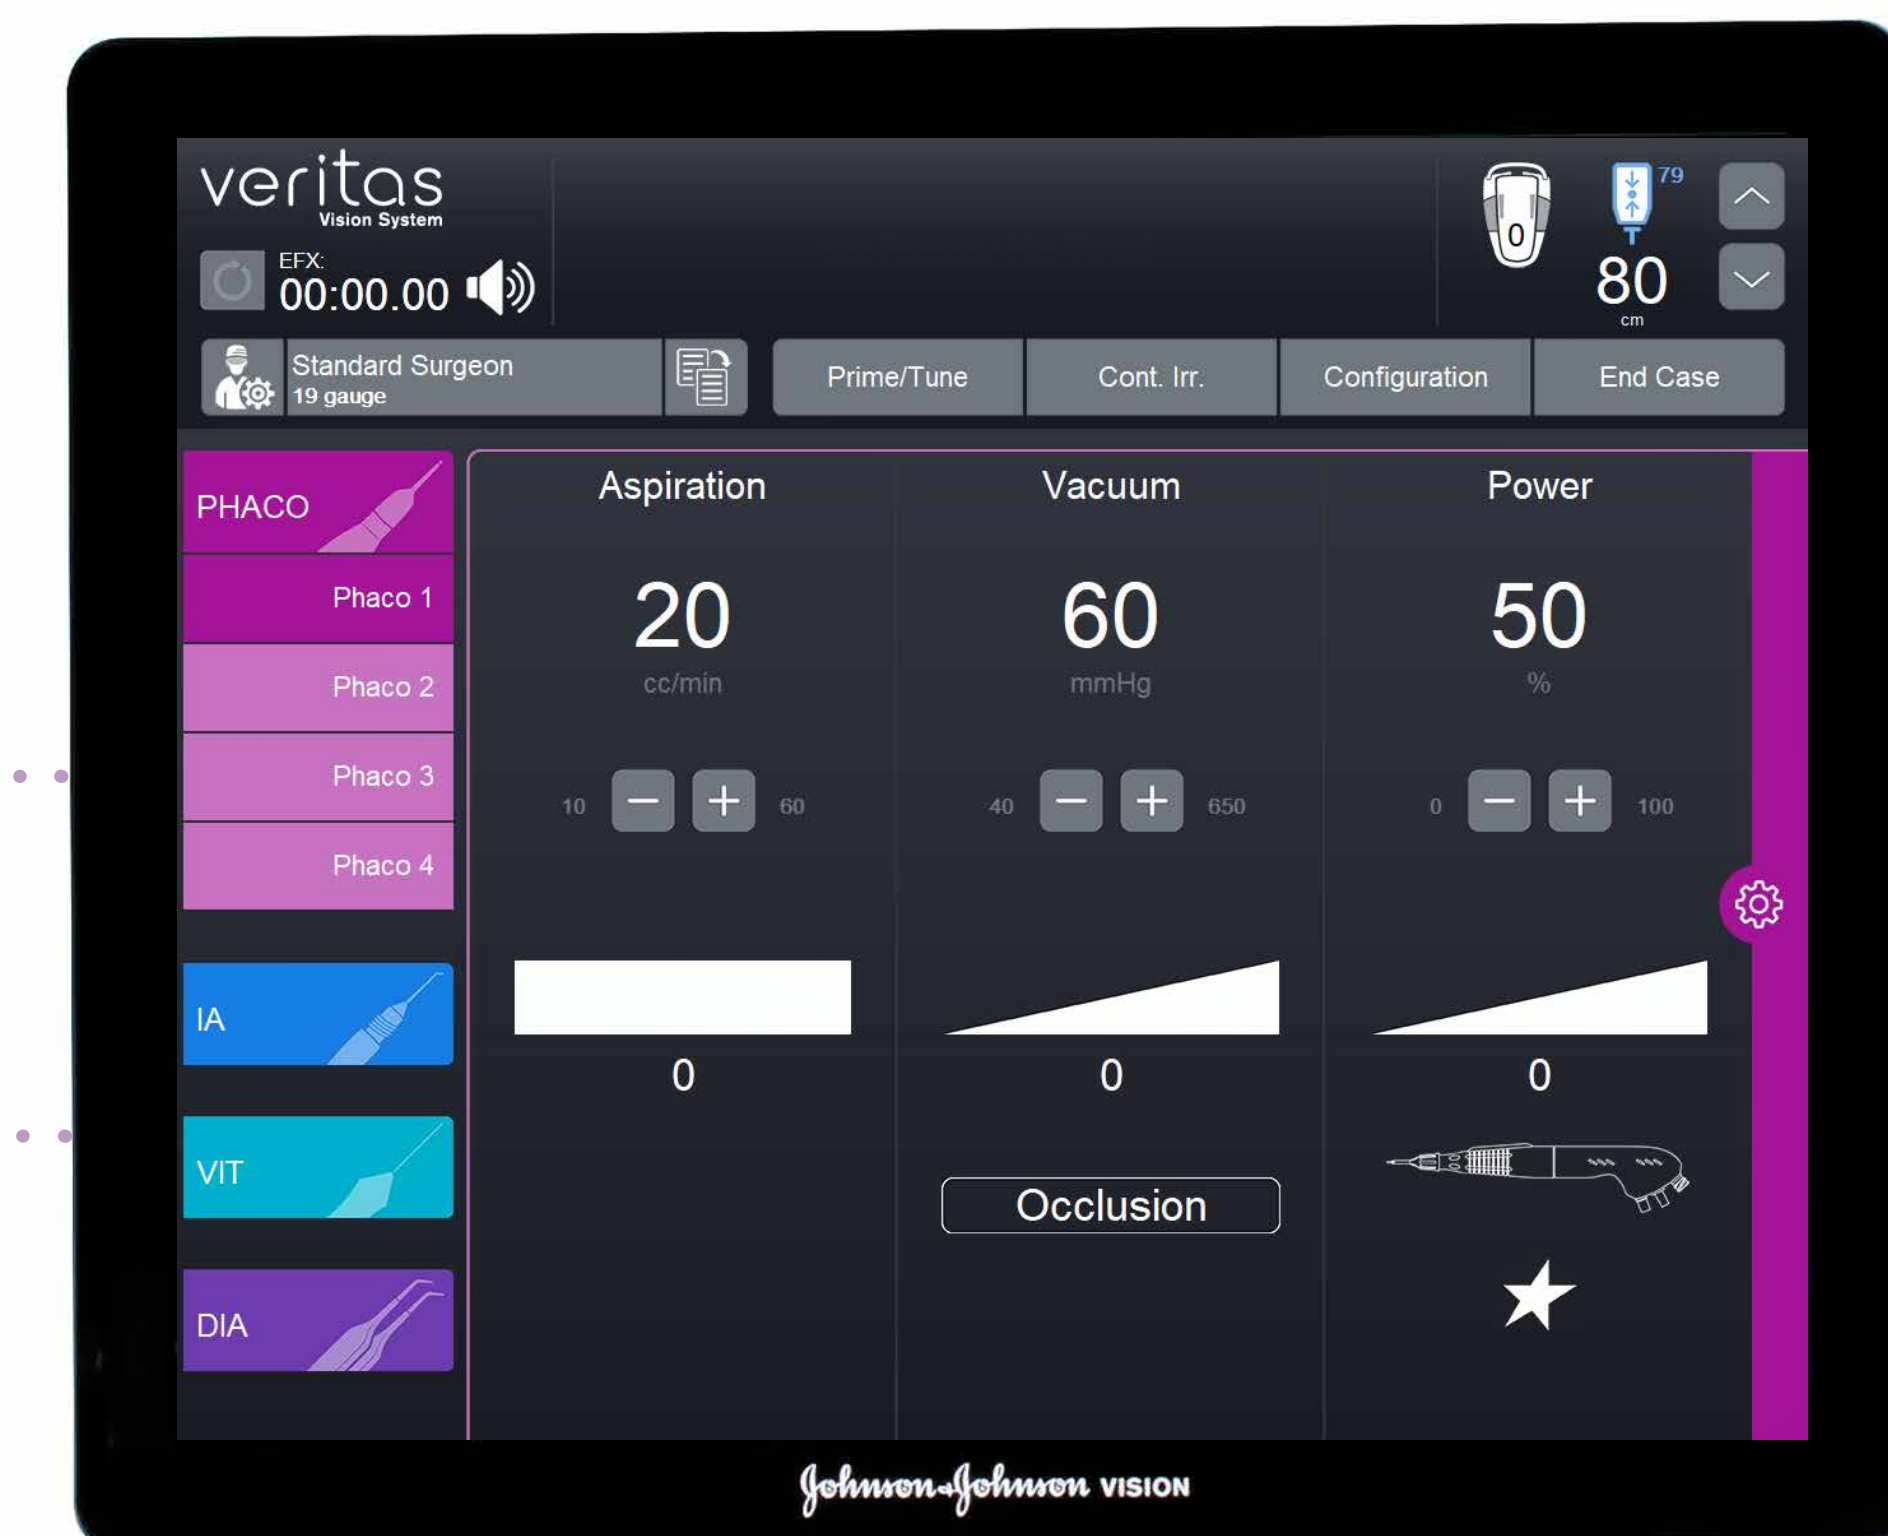 veritas
Vision System
EFX:
00:00.00
0
79
80
cm
Standard Surgeon
19 gauge
Prime/Tune
Cont. Irr.
Configuration
End Case
PHACO
Phaco 1
Phaco 2
Phaco 3
Phaco 4
IA
VIT
DIA
Aspiration
20
cc/min
10 − + 60
0
Vacuum
60
mmHg
40 − + 650
0
Occlusion
Power
50
%
0 − + 100
0
Johnson & Johnson VISION